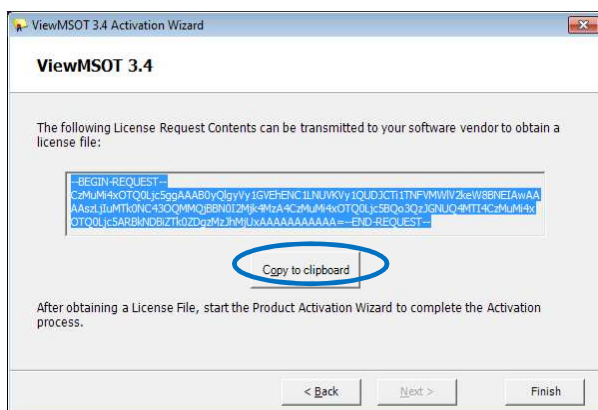 ViewMSOT 3.4 Activation Wizard
ViewMSOT 3.4
The following License Request Contents can be transmitted to your software vendor to obtain a
license file:
--BEGIN-REQUEST--
Copy to clipboard
After obtaining a License File, start the Product Activation Wizard to complete the Activation
process.
< Back
Next >
Finish